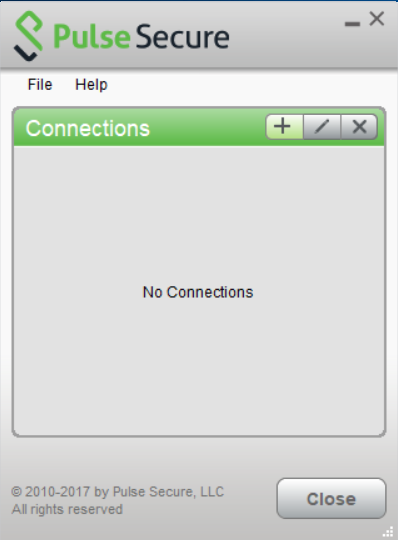 Pulse Secure
File Help
Connections
No Connections
© 2010-2017 by Pulse Secure, LLC
All rights reserved
Close